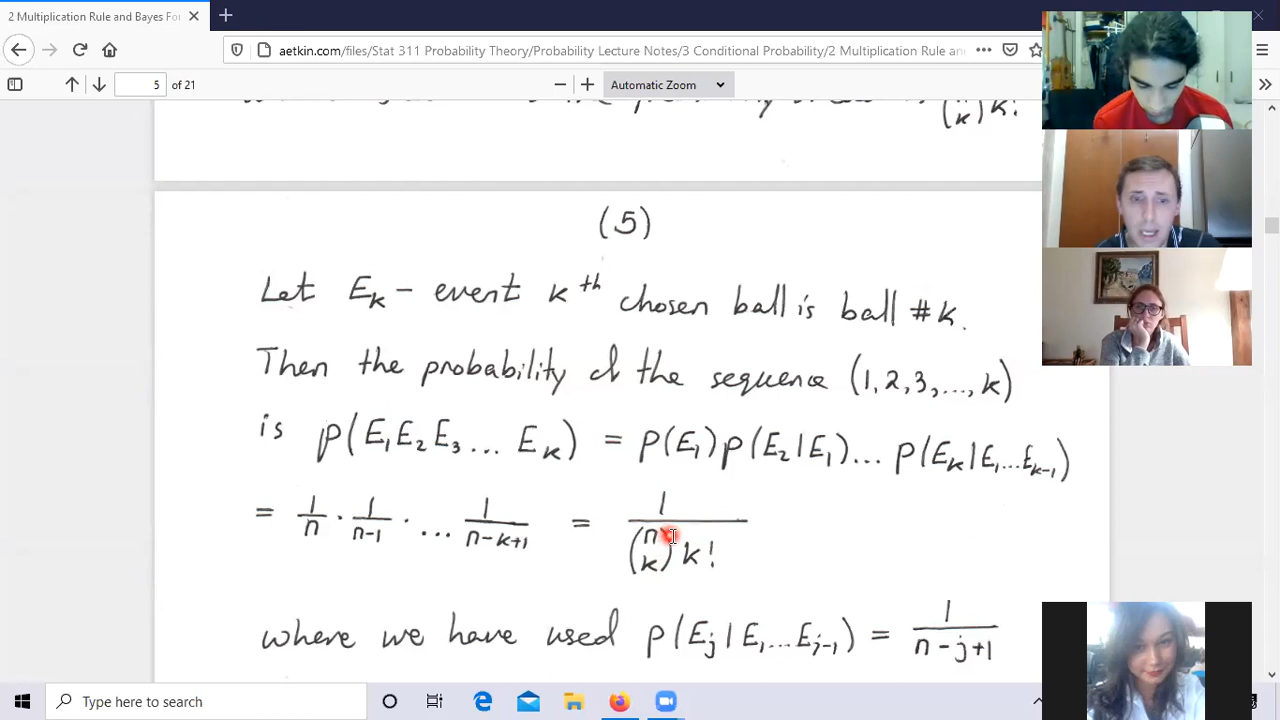 2 Multiplication Rule and Bayes Fo
aetkin.com/files/Stat 311 Probability Theory/Probability Lecture Notes/3 Conditional Probability/2 Multiplication Rule and
5 of 21
Automatic Zoom
(n k) k!
(5)
Let E_k - event k^th chosen ball is ball #k.
Then the probability of the sequence (1, 2, 3, ..., k)
is p(E_1 E_2 E_3 ... E_k) = p(E_1) p(E_2 | E_1) ... p(E_k | E_1 ... E_{k-1})
= 1/n · 1/(n-1) · ... 1/(n-k+1) = 1/((n k) k!)
where we have used p(E_j | E_1 ... E_{j-1}) = 1/(n-j+1)
Type here to search